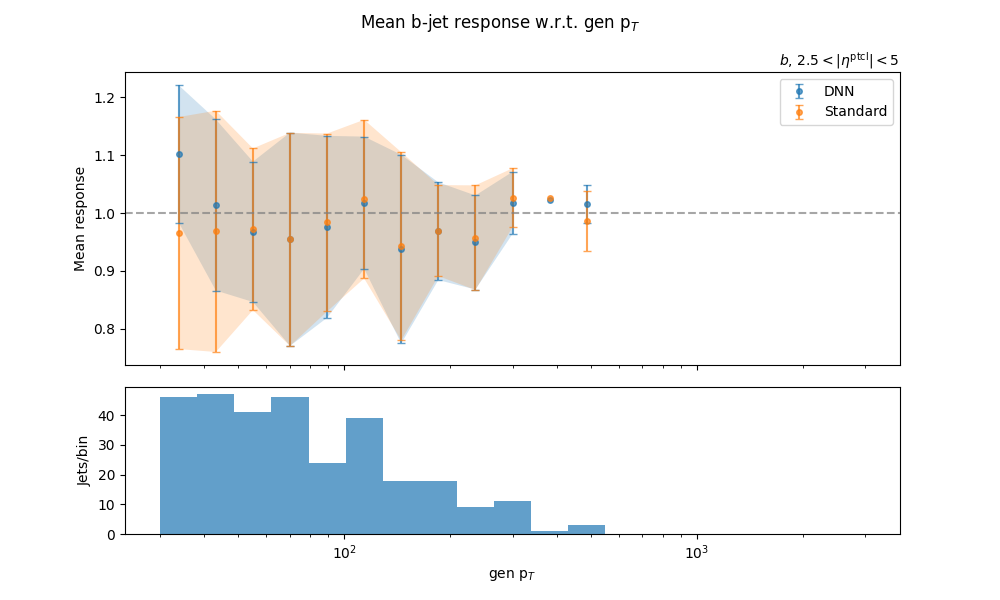 Mean b-jet response w.r.t. gen p_T
b, 2.5 < |η^ptcl| < 5
DNN
Standard
Mean response
1.2
1.1
1.0
0.9
0.8
Jets/bin
40
30
20
10
0
10^2
10^3
gen p_T